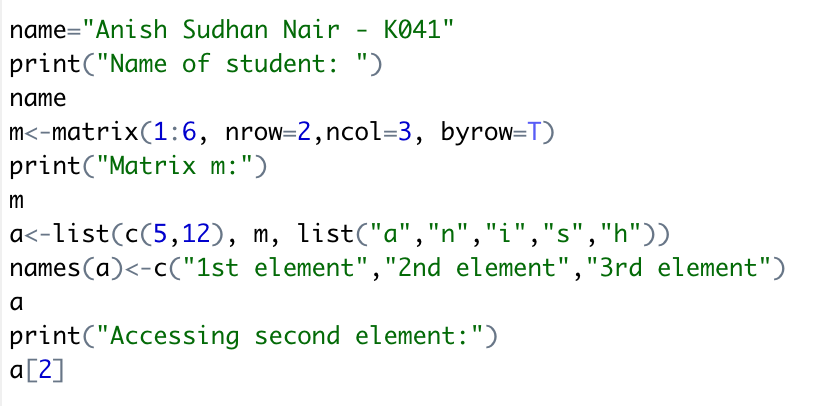 name="Anish Sudhan Nair - K041"
print("Name of student: ")
name
m<-matrix(1:6, nrow=2,ncol=3, byrow=T)
print("Matrix m:")
m
a<-list(c(5,12), m, list("a","n","i","s","h"))
names(a)<-c("1st element","2nd element","3rd element")
a
print("Accessing second element:")
a[2]